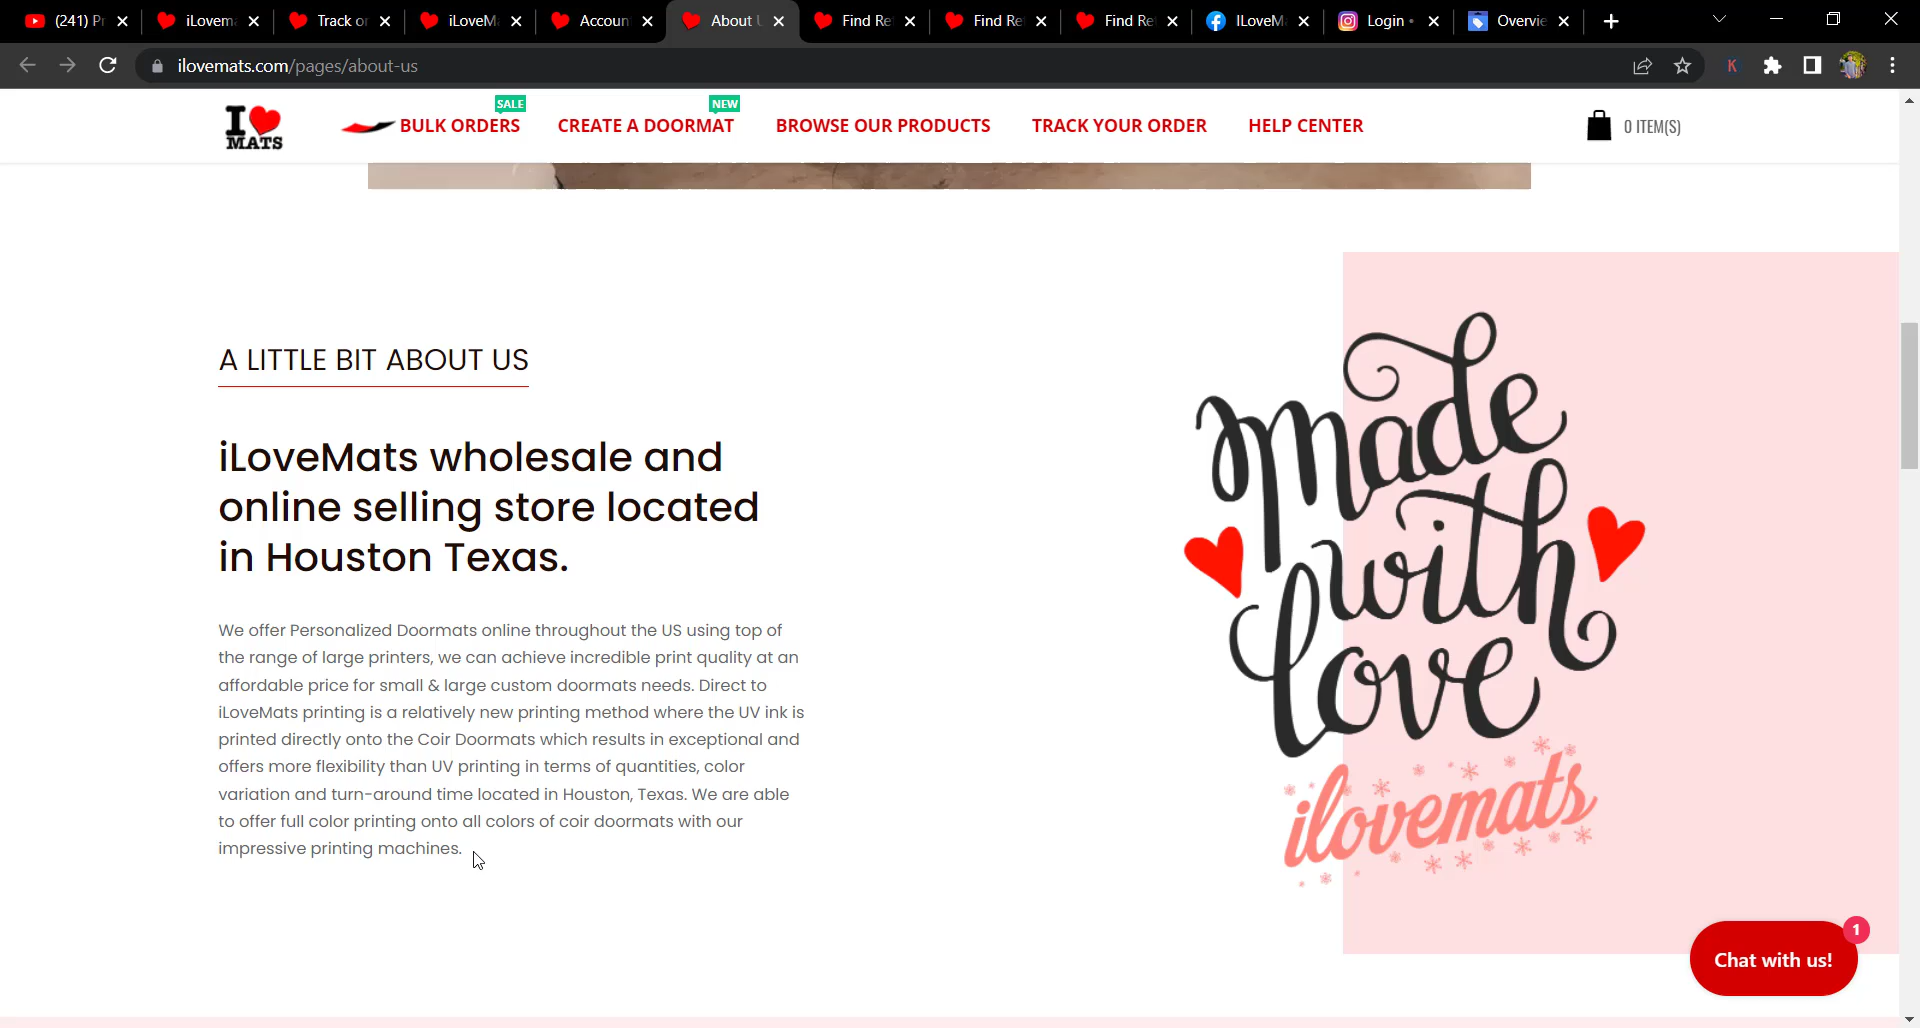 (241) P
iLovem
Track or
iLoveM
Accoun
About U
Find Re
Find Re
Find Re
ILoveM
Login •
Overvie
ilovemats.com/pages/about-us
K
I
MATS
SALE
BULK ORDERS
NEW
CREATE A DOORMAT
BROWSE OUR PRODUCTS
TRACK YOUR ORDER
HELP CENTER
0 ITEM(S)
A LITTLE BIT ABOUT US
iLoveMats wholesale and
online selling store located
in Houston Texas.
We offer Personalized Doormats online throughout the US using top of
the range of large printers, we can achieve incredible print quality at an
affordable price for small & large custom doormats needs. Direct to
iLoveMats printing is a relatively new printing method where the UV ink is
printed directly onto the Coir Doormats which results in exceptional and
offers more flexibility than UV printing in terms of quantities, color
variation and turn-around time located in Houston, Texas. We are able
to offer full color printing onto all colors of coir doormats with our
impressive printing machines.
made
with
love
ilovemats
1
Chat with us!